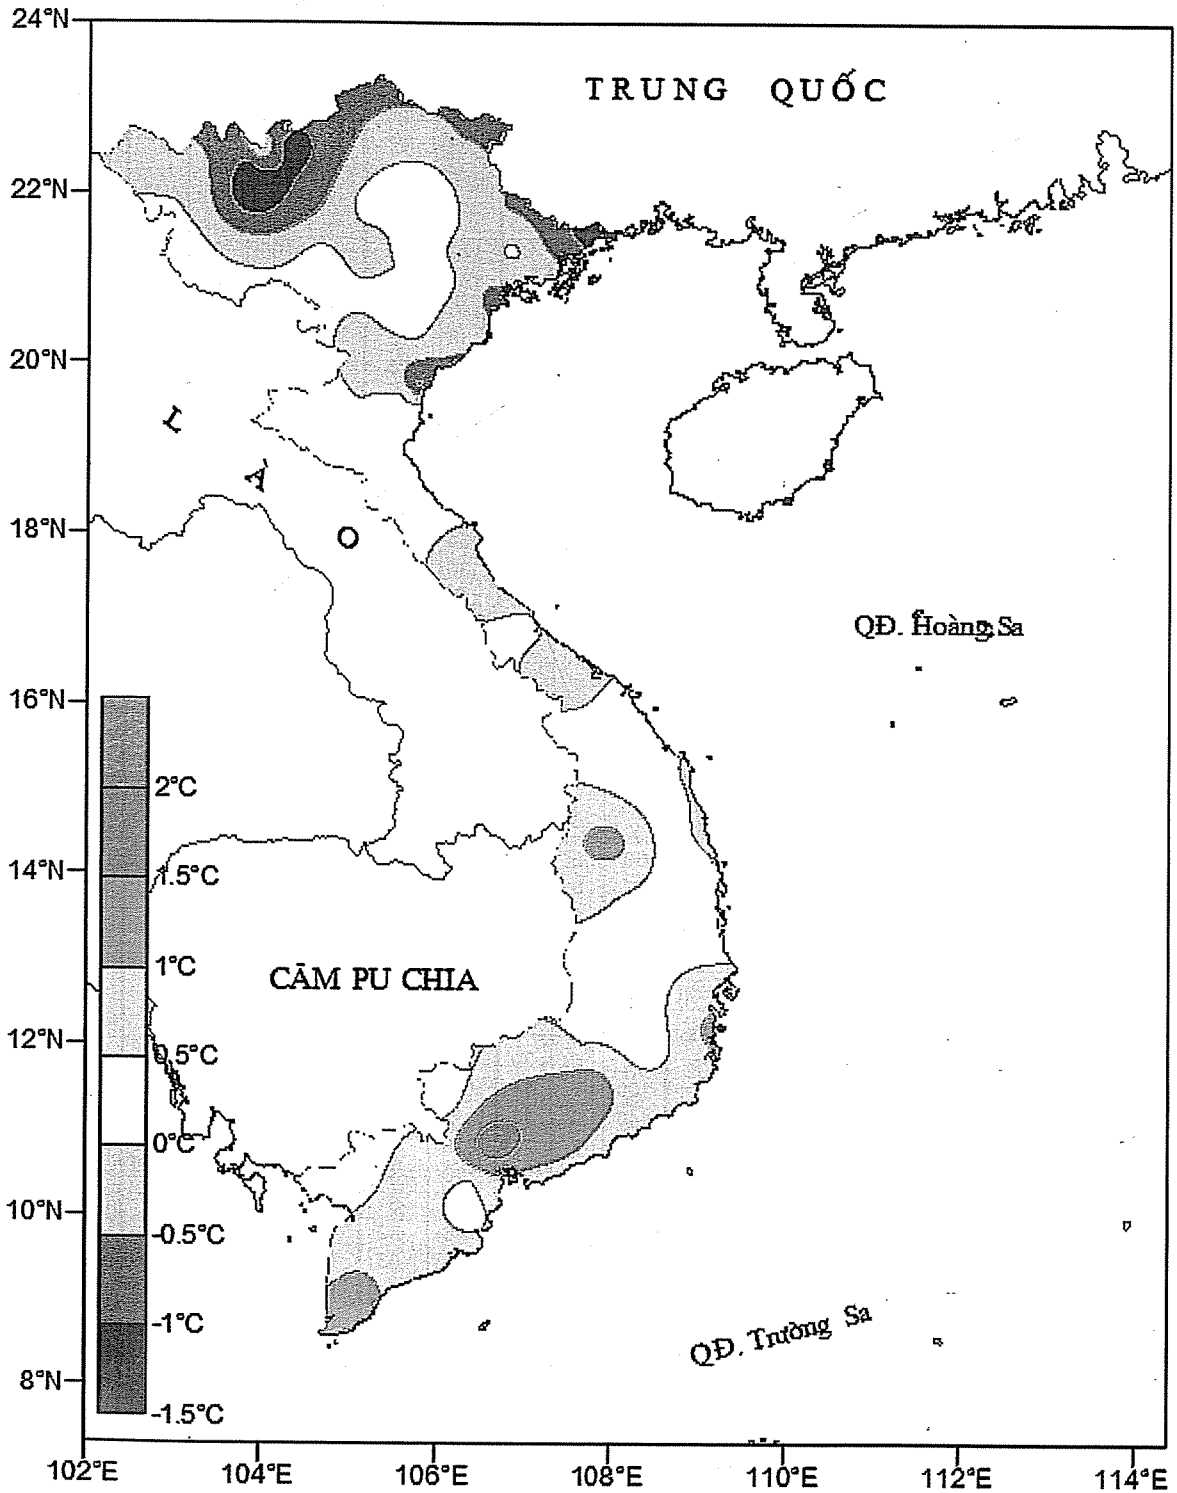 24°N
TRUNG QUỐC
22°N
20°N
L
À
O
18°N
QĐ. Hoàng Sa
16°N
2°C
1.5°C
14°N
1°C
CĂM PU CHIA
12°N
0.5°C
0°C
10°N
-0.5°C
-1°C
QĐ. Trường Sa
8°N
-1.5°C
102°E 104°E 106°E 108°E 110°E 112°E 114°E